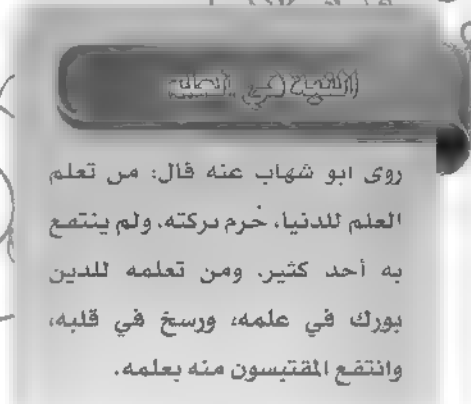 روى ابو شهاب عنه قال: من تعلم
العلم للدنيا، حُرم بركته، ولم ينتفع
به أحد كثير. ومن تعلمه للدين
بورك في علمه، ورسخ في قلبه،
وانتفع المقتبسون منه بعلمه.